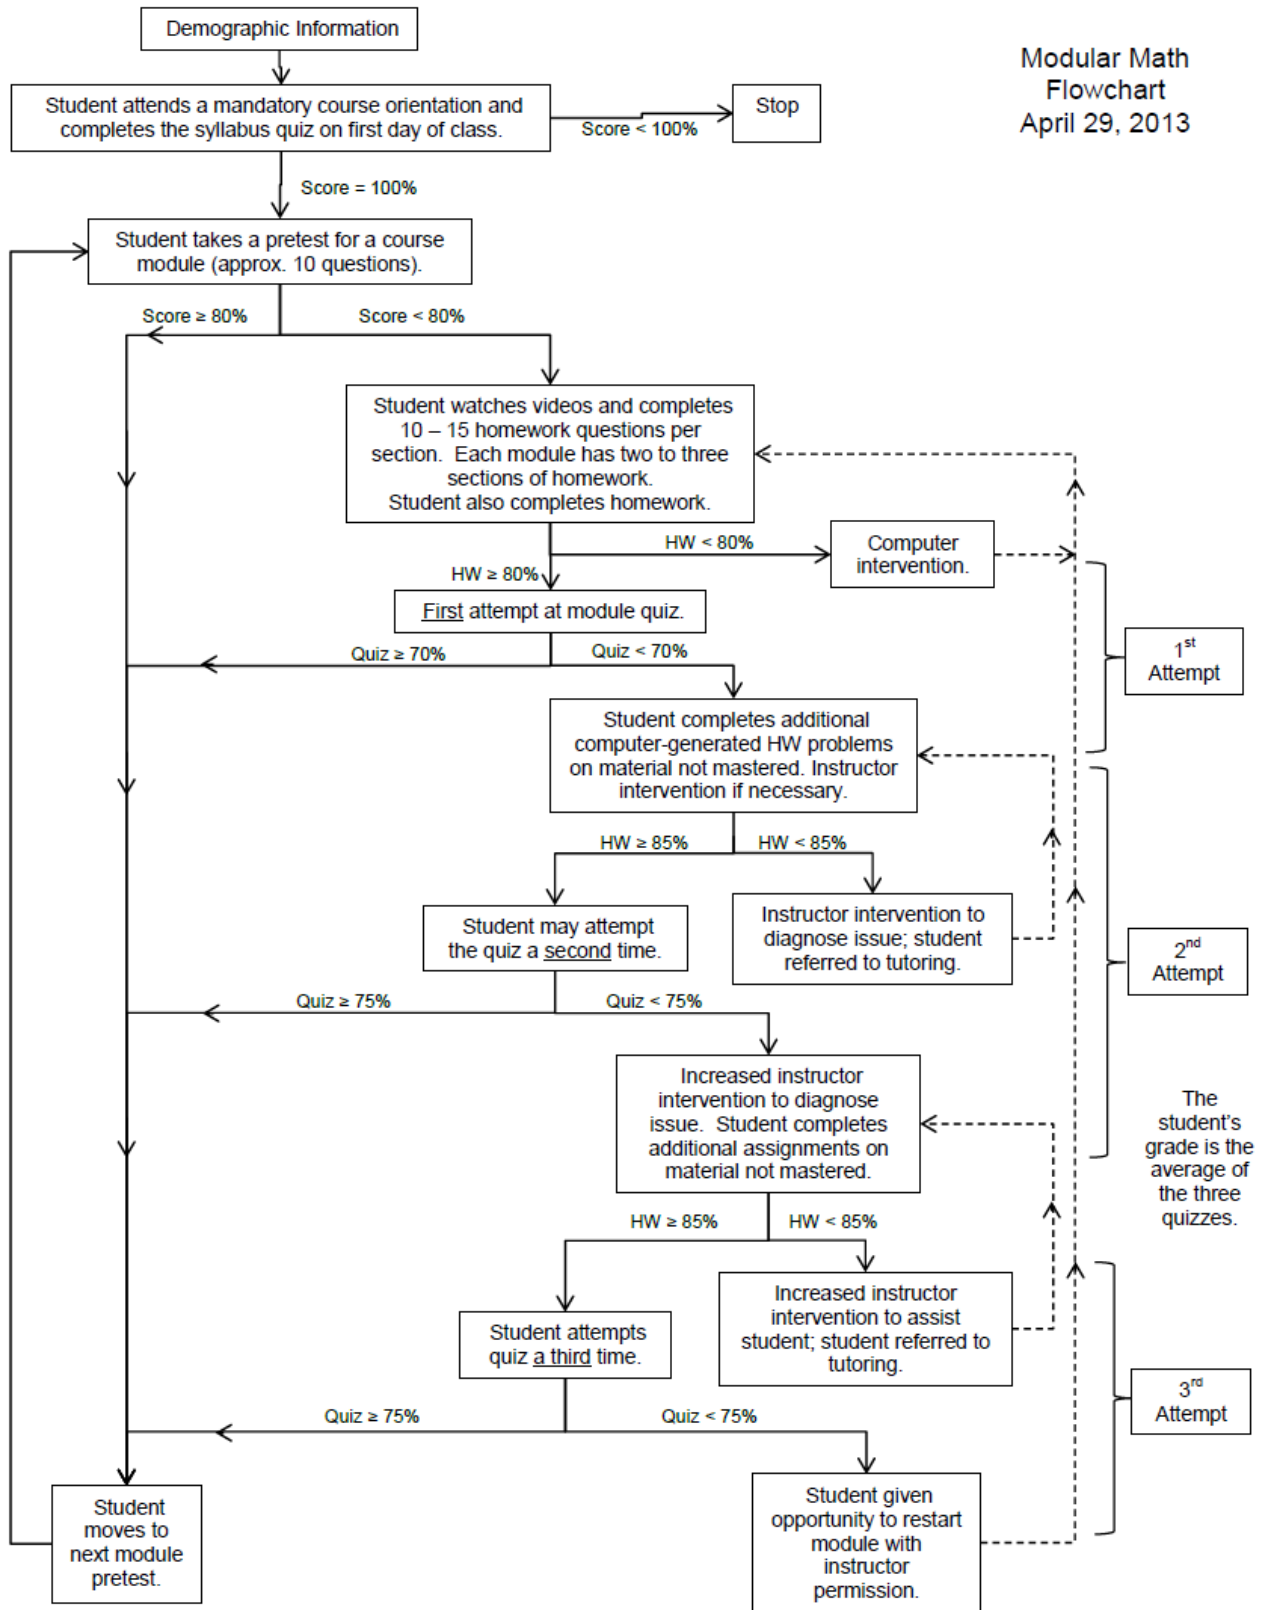 Demographic Information
Modular Math
Flowchart
April 29, 2013
Student attends a mandatory course orientation and
completes the syllabus quiz on first day of class.
Stop
Score < 100%
Score = 100%
Student takes a pretest for a course
module (approx. 10 questions).
Score ≥ 80%
Score < 80%
Student watches videos and completes
10 – 15 homework questions per
section. Each module has two to three
sections of homework.
Student also completes homework.
HW < 80%
Computer
intervention.
HW ≥ 80%
First attempt at module quiz.
Quiz ≥ 70%
Quiz < 70%
1st
Attempt
Student completes additional
computer-generated HW problems
on material not mastered. Instructor
intervention if necessary.
HW ≥ 85%
HW < 85%
Student may attempt
the quiz a second time.
Instructor intervention to
diagnose issue; student
referred to tutoring.
2nd
Attempt
Quiz ≥ 75%
Quiz < 75%
Increased instructor
intervention to diagnose
issue. Student completes
additional assignments on
material not mastered.
The
student's
grade is the
average of
the three
quizzes.
HW ≥ 85%
HW < 85%
Student attempts
quiz a third time.
Increased instructor
intervention to assist
student; student referred to
tutoring.
3rd
Attempt
Quiz ≥ 75%
Quiz < 75%
Student
moves to
next module
pretest.
Student given
opportunity to restart
module with
instructor
permission.